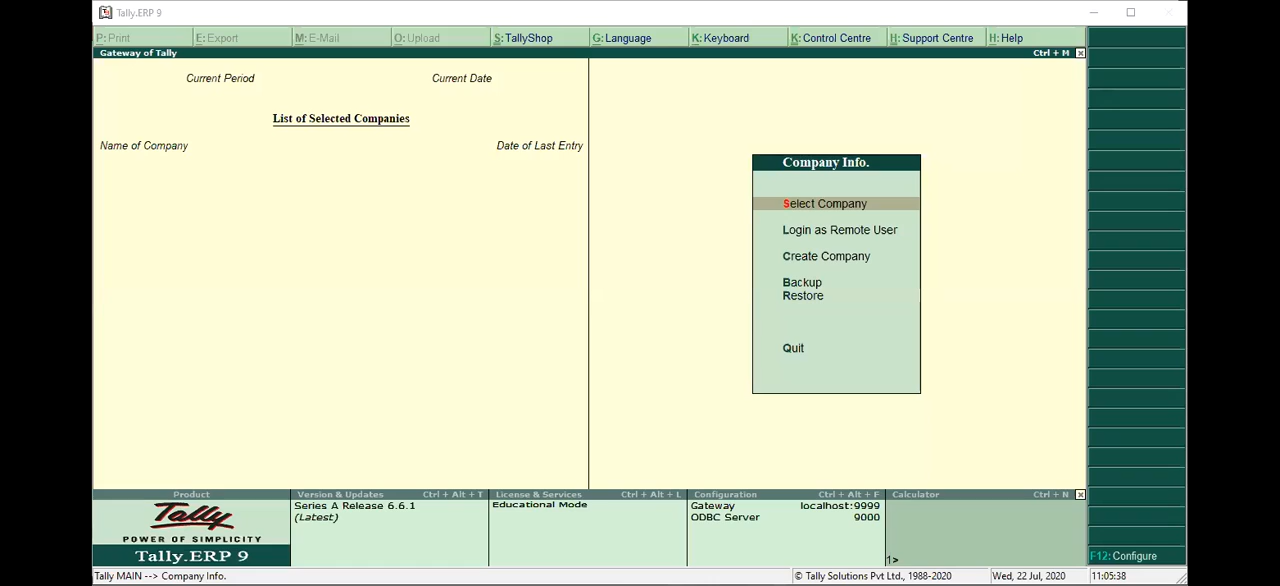 Tally.ERP 9
P: Print E: Export M: E-Mail O: Upload S: TallyShop G: Language K: Keyboard K: Control Centre H: Support Centre H: Help
Gateway of Tally Ctrl + M
Current Period Current Date
List of Selected Companies
Name of Company Date of Last Entry
Company Info.
Select Company
Login as Remote User
Create Company
Backup
Restore
Quit
Product Version & Updates Ctrl + Alt + T License & Services Ctrl + Alt + L Configuration Ctrl + Alt + F Calculator Ctrl + N
Tally
POWER OF SIMPLICITY
Tally.ERP 9
Series A Release 6.6.1
(Latest)
Educational Mode
Gateway localhost:9999
ODBC Server 9000
1>
F12: Configure
Tally MAIN --> Company Info. © Tally Solutions Pvt Ltd., 1988-2020 Wed, 22 Jul, 2020 11:05:38